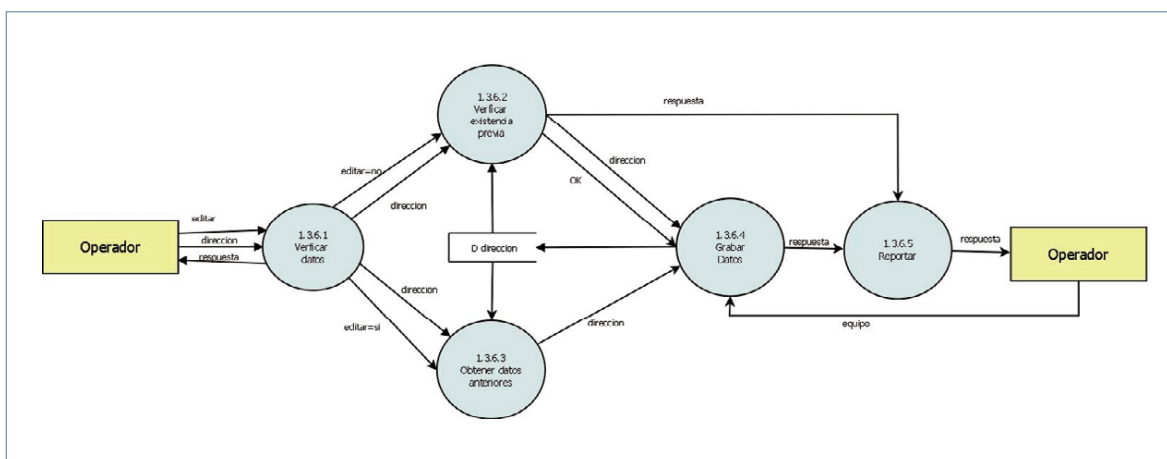 1.3.6.2
Verficar
existencia
previa
respuesta
editar=no
direccion
OK
direccion
editar
Operador
direccion
respuesta
1.3.6.1
Verficar
datos
D direccion
1.3.6.4
Grabar
Datos
respuesta
1.3.6.5
Reportar
respuesta
Operador
direccion
editar=si
direccion
equipo
1.3.6.3
Obtener datos
anteriores